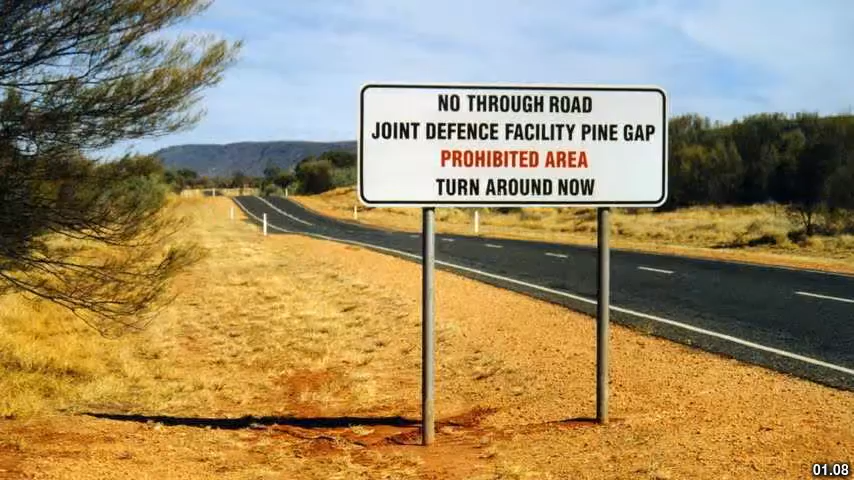 NO THROUGH ROAD
JOINT DEFENCE FACILITY PINE GAP
PROHIBITED AREA
TURN AROUND NOW
01.08